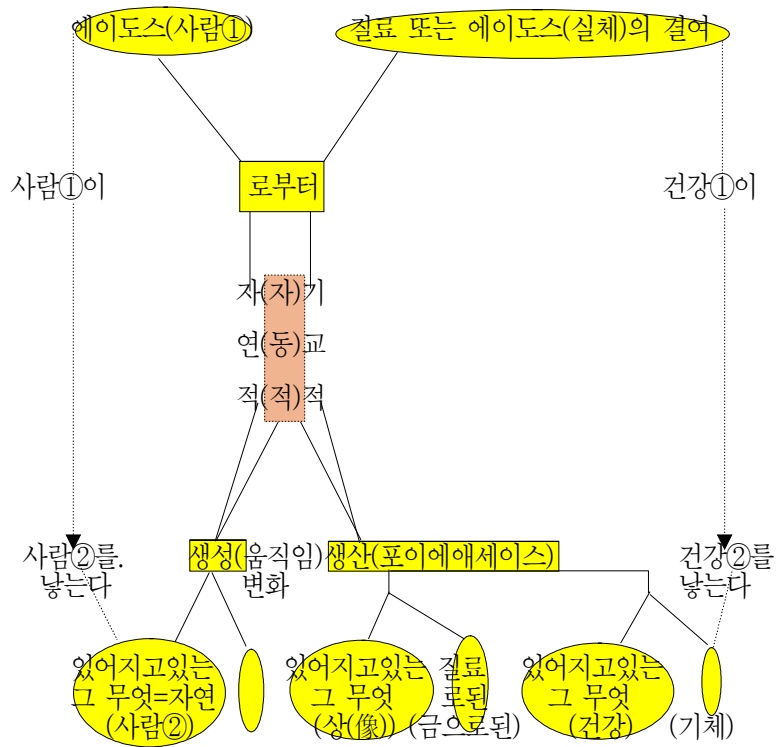 에이도스(사람①) 질료 또는 에이도스(실체)의 결여
로부터
사람①이 건강①이
자(자)기
연(동)교
적(적)적
사람②를. 생성(움직임) 생산(포이에애세이스) 건강②를
낳는다 변화 낳는다
있어지고있는 있어지고있는 질료 있어지고있는
그 무엇=자연 그 무엇 로된 그 무엇
(사람②) (상(像)) (금으로된) (건강) (기체)